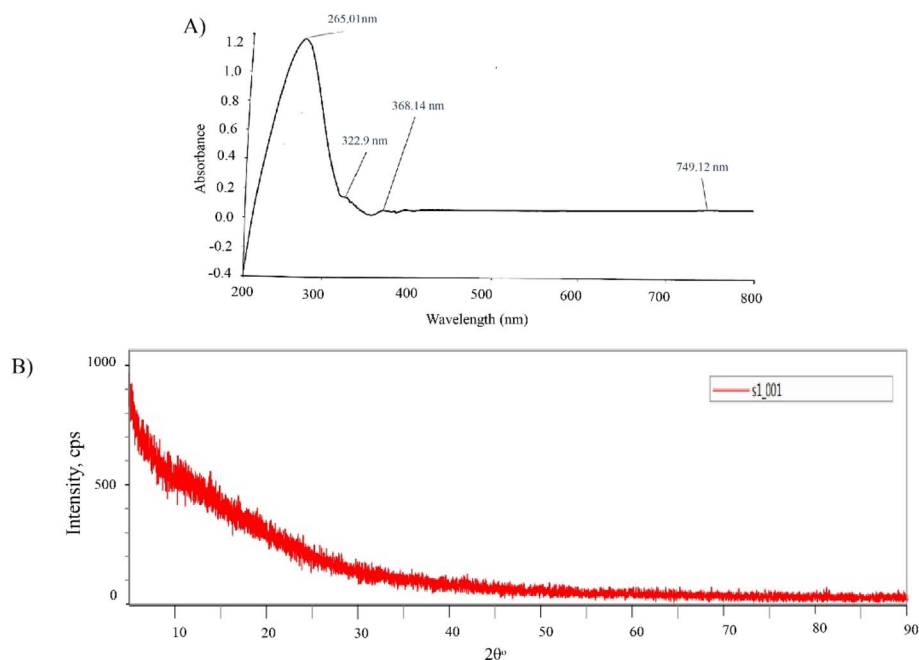 A)
265.01nm
368.14 nm
322.9 nm
749.12 nm
Absorbance
1.2
1.0
0.8
0.6
0.4
0.2
0.0
-0.2
-0.4
200 300 400 500 600 700 800
Wavelength (nm)
B)
s1_001
Intensity, cps
1000
500
0
10 20 30 40 50 60 70 80 90
2θº